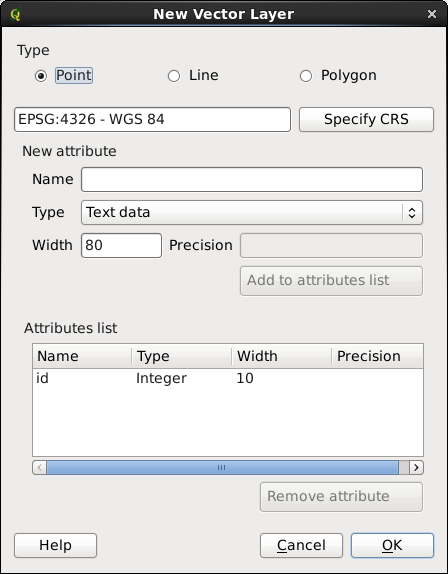 New Vector Layer
Type
Point Line Polygon
EPSG:4326 - WGS 84 Specify CRS
New attribute
Name
Type Text data
Width 80 Precision
Add to attributes list
Attributes list
Name Type Width Precision
id Integer 10
Remove attribute
Help Cancel OK